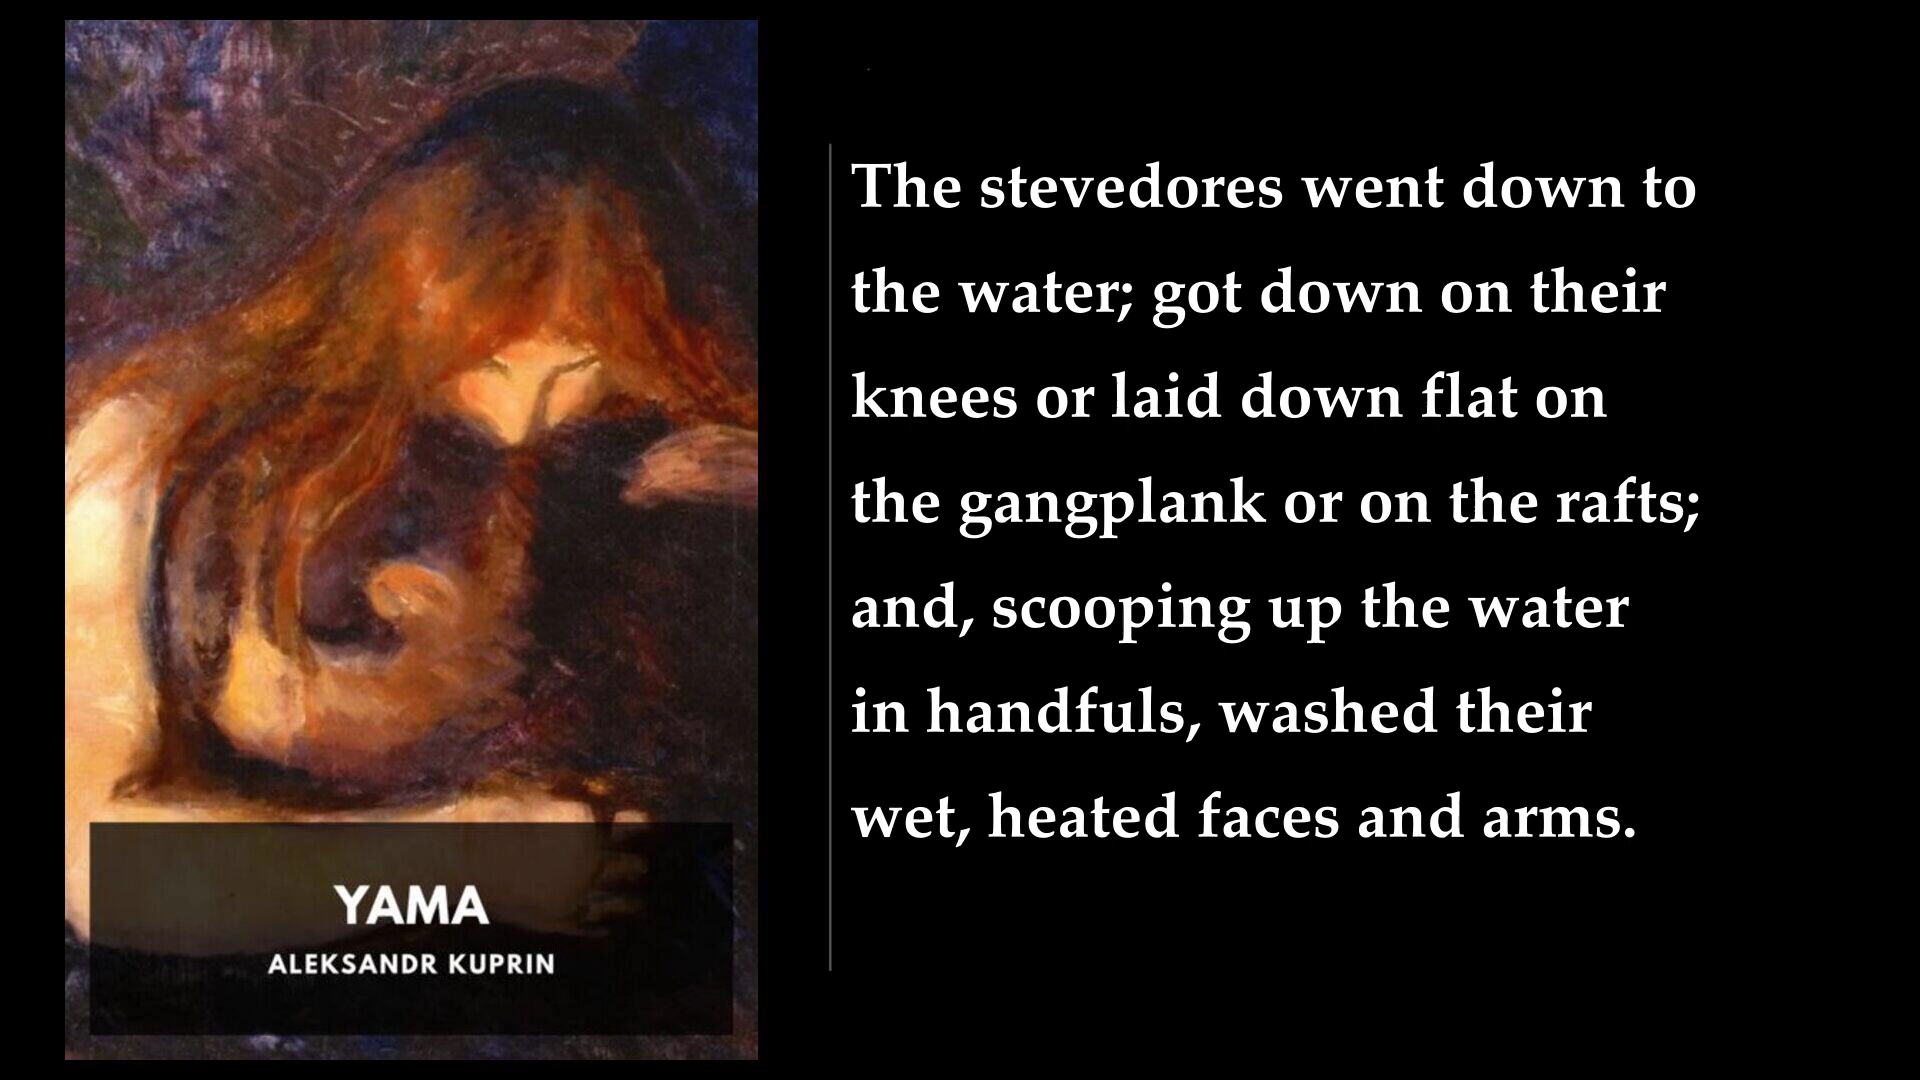 YAMA
ALEKSANDR KUPRIN
The stevedores went down to
the water; got down on their
knees or laid down flat on
the gangplank or on the rafts;
and, scooping up the water
in handfuls, washed their
wet, heated faces and arms.